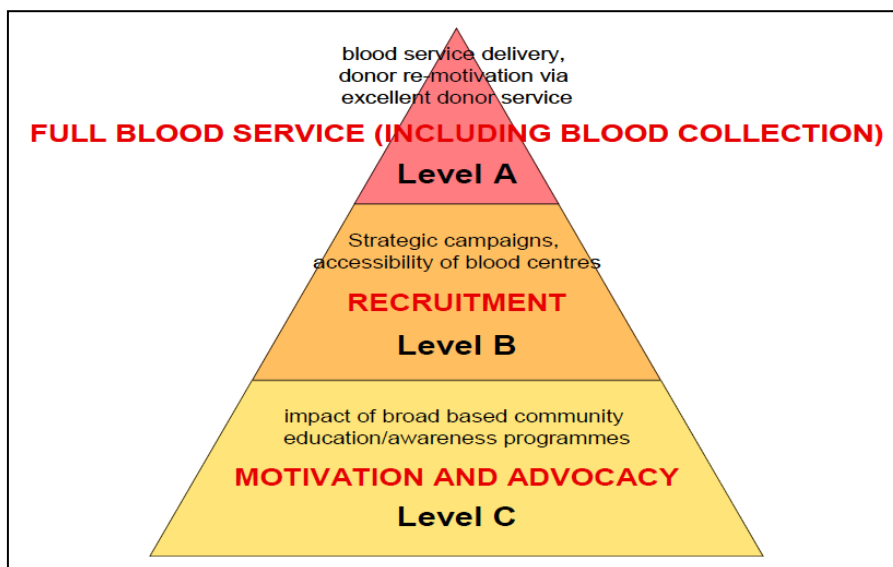 blood service delivery,
donor re-motivation via
excellent donor service
FULL BLOOD SERVICE (INCLUDING BLOOD COLLECTION)
Level A
Strategic campaigns,
accessibility of blood centres
RECRUITMENT
Level B
impact of broad based community
education/awareness programmes
MOTIVATION AND ADVOCACY
Level C